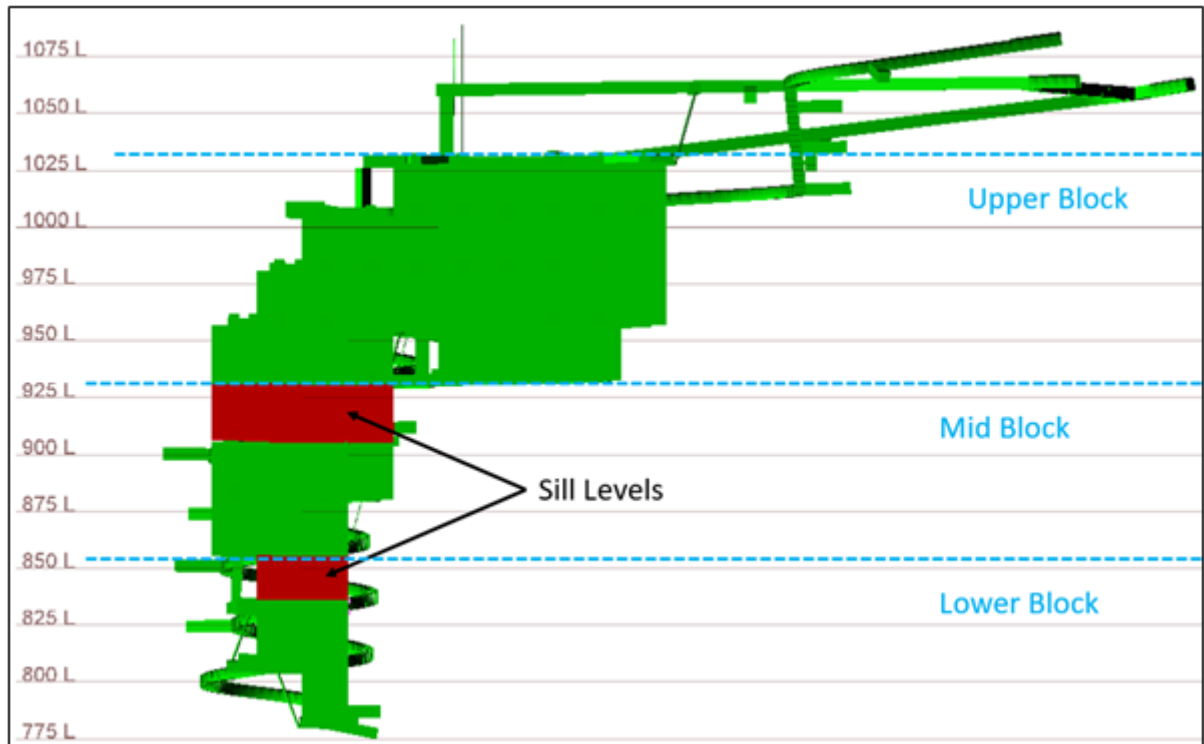 1075 L
1050 L
1025 L
Upper Block
1000 L
975 L
950 L
925 L
Mid Block
900 L
Sill Levels
875 L
850 L
Lower Block
825 L
800 L
775 L